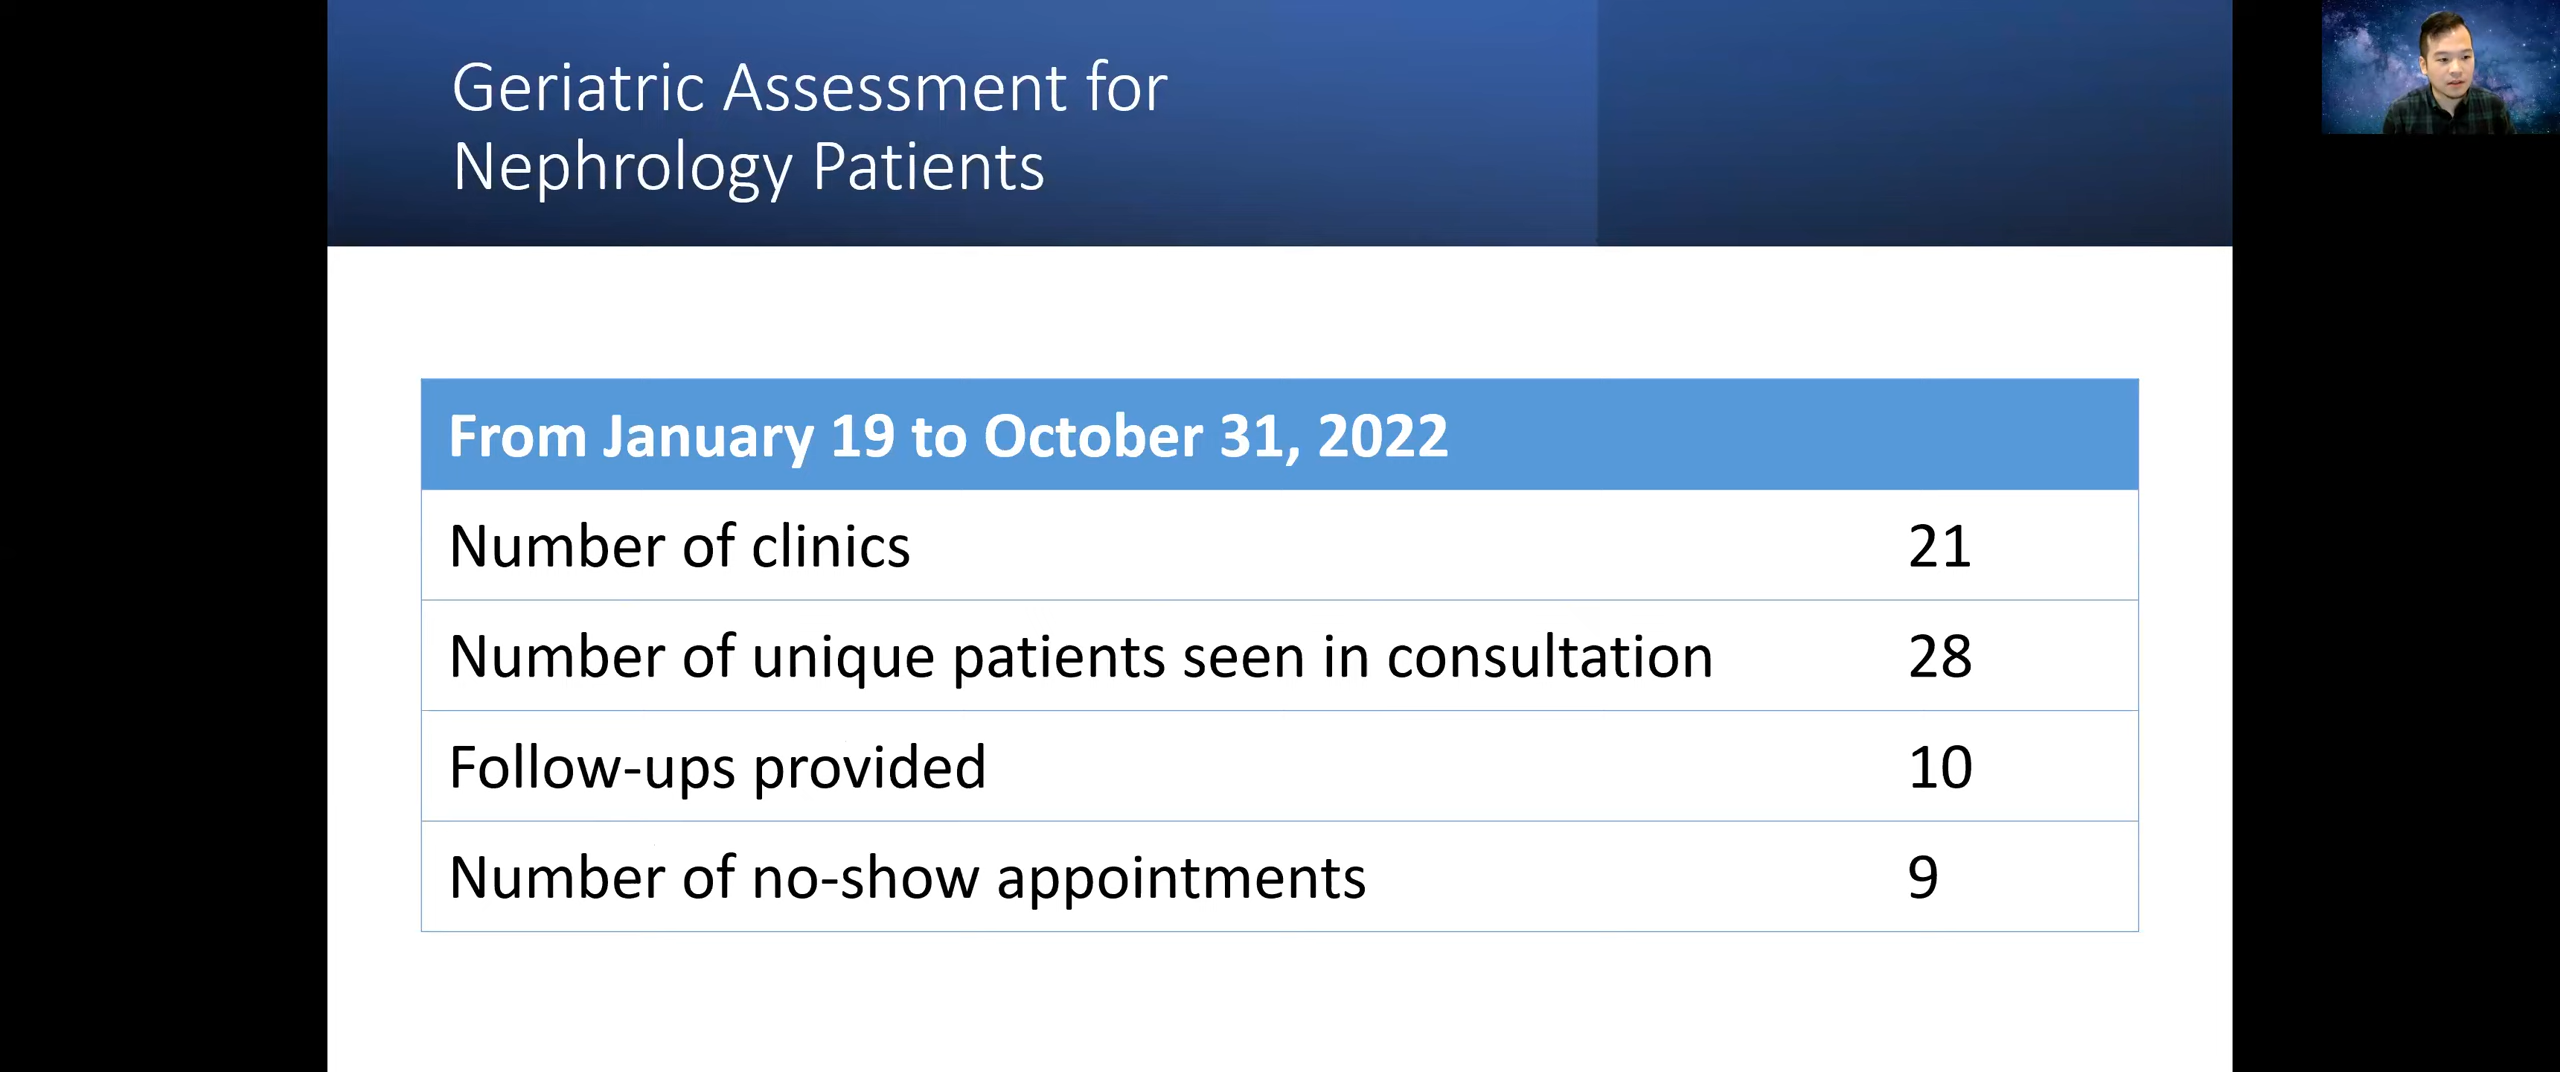 Geriatric Assessment for
Nephrology Patients
From January 19 to October 31, 2022
Number of clinics 21
Number of unique patients seen in consultation 28
Follow-ups provided 10
Number of no-show appointments 9